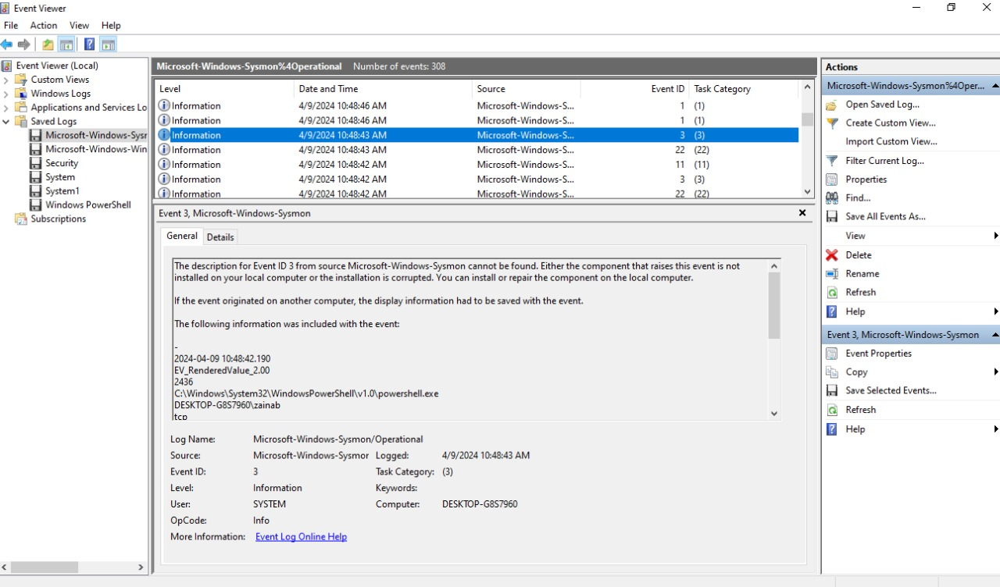 Event Viewer
File Action View Help
Event Viewer (Local)
Custom Views
Windows Logs
Applications and Services Lo
Saved Logs
Microsoft-Windows-Sysr
Microsoft-Windows-Win
Security
System
System1
Windows PowerShell
Subscriptions
Microsoft-Windows-Sysmon%4Operational Number of events: 308
Level Date and Time Source Event ID Task Category
Information 4/9/2024 10:48:46 AM Microsoft-Windows-S... 1 (1)
Information 4/9/2024 10:48:46 AM Microsoft-Windows-S... 1 (1)
Information 4/9/2024 10:48:43 AM Microsoft-Windows-S... 3 (3)
Information 4/9/2024 10:48:43 AM Microsoft-Windows-S... 22 (22)
Information 4/9/2024 10:48:42 AM Microsoft-Windows-S... 11 (11)
Information 4/9/2024 10:48:42 AM Microsoft-Windows-S... 3 (3)
Information 4/9/2024 10:48:42 AM Microsoft-Windows-S... 22 (22)
Event 3, Microsoft-Windows-Sysmon
General Details
The description for Event ID 3 from source Microsoft-Windows-Sysmon cannot be found. Either the component that raises this event is not
installed on your local computer or the installation is corrupted. You can install or repair the component on the local computer.
If the event originated on another computer, the display information had to be saved with the event.
The following information was included with the event:
-
2024-04-09 10:48:42.190
EV_RenderedValue_2.00
2436
C:\Windows\System32\WindowsPowerShell\v1.0\powershell.exe
DESKTOP-G8S7960\zainab
tcp
Log Name: Microsoft-Windows-Sysmon/Operational
Source: Microsoft-Windows-Sysmor Logged: 4/9/2024 10:48:43 AM
Event ID: 3 Task Category: (3)
Level: Information Keywords:
User: SYSTEM Computer: DESKTOP-G8S7960
OpCode: Info
More Information: Event Log Online Help
Actions
Microsoft-Windows-Sysmon%4Oper...
Open Saved Log...
Create Custom View...
Import Custom View...
Filter Current Log...
Properties
Find...
Save All Events As...
View
Delete
Rename
Refresh
Help
Event 3, Microsoft-Windows-Sysmon
Event Properties
Copy
Save Selected Events...
Refresh
Help